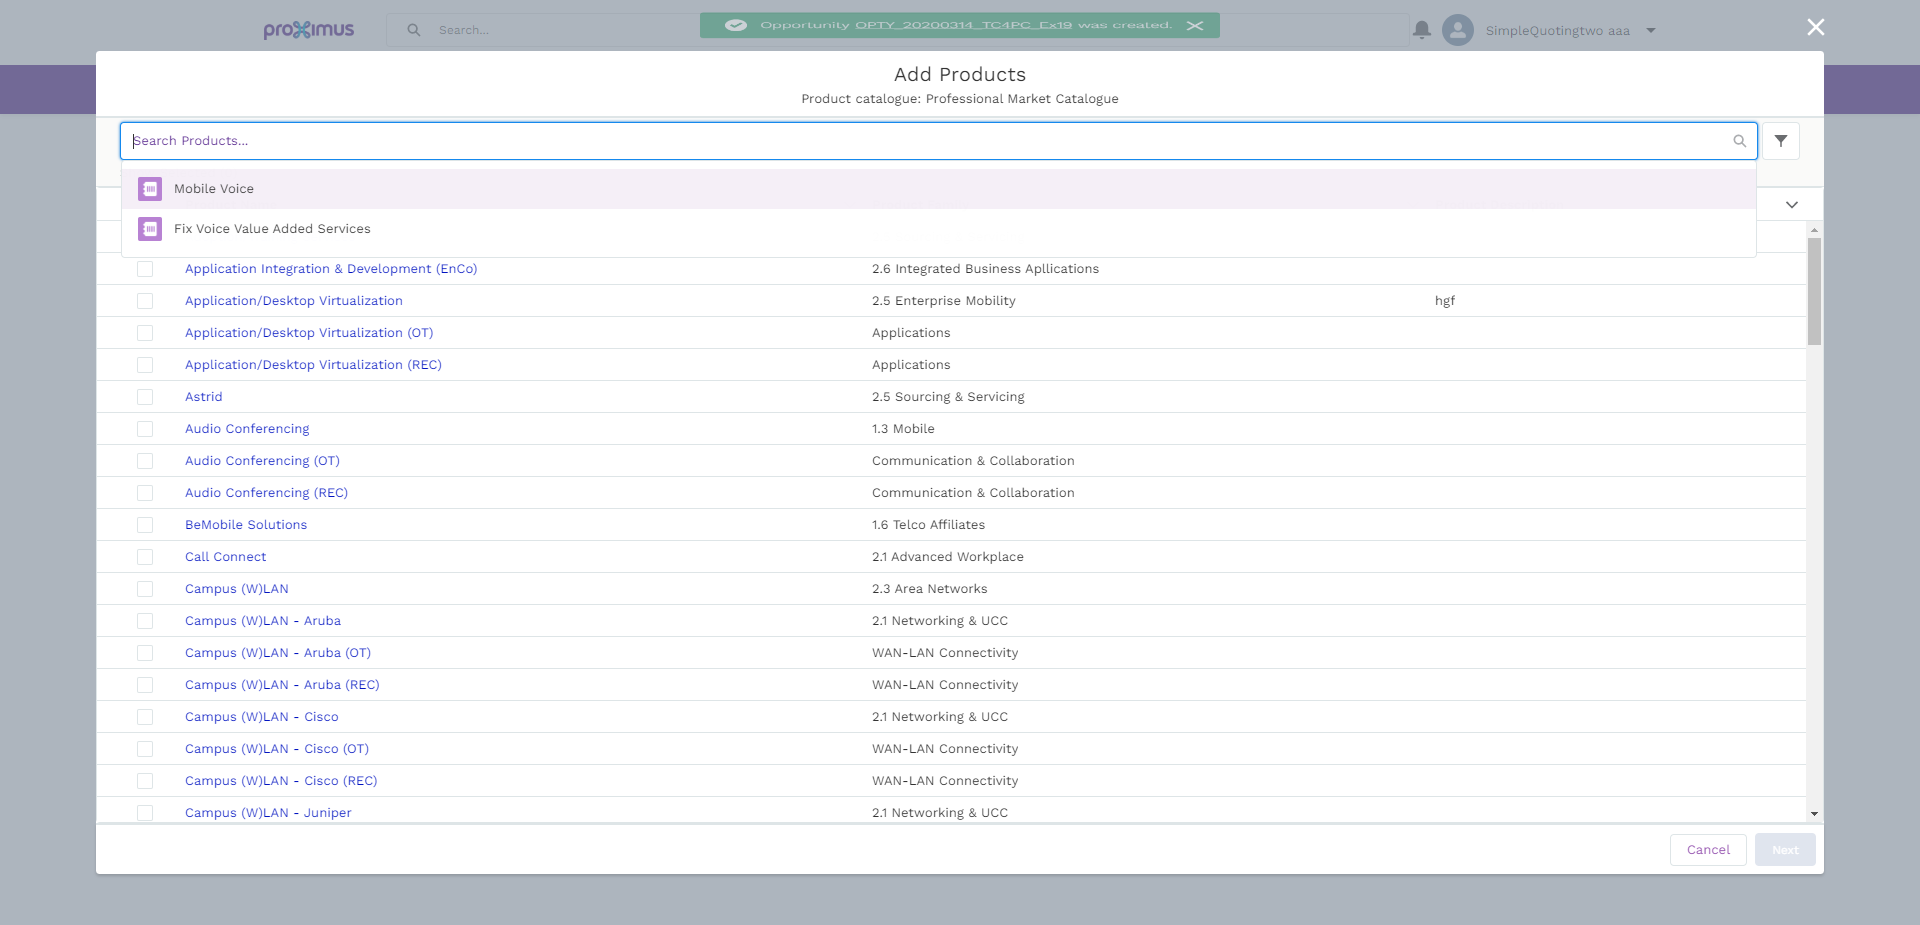 proximus
Search...
Opportunity OPTY_20200314_TC4PC_Ex19 was created.
SimpleQuotingtwo aaa
Add Products
Product catalogue: Professional Market Catalogue
Search Products...
Mobile Voice
Fix Voice Value Added Services
Application Integration & Development (EnCo) 2.6 Integrated Business Apllications
Application/Desktop Virtualization 2.5 Enterprise Mobility hgf
Application/Desktop Virtualization (OT) Applications
Application/Desktop Virtualization (REC) Applications
Astrid 2.5 Sourcing & Servicing
Audio Conferencing 1.3 Mobile
Audio Conferencing (OT) Communication & Collaboration
Audio Conferencing (REC) Communication & Collaboration
BeMobile Solutions 1.6 Telco Affiliates
Call Connect 2.1 Advanced Workplace
Campus (W)LAN 2.3 Area Networks
Campus (W)LAN - Aruba 2.1 Networking & UCC
Campus (W)LAN - Aruba (OT) WAN-LAN Connectivity
Campus (W)LAN - Aruba (REC) WAN-LAN Connectivity
Campus (W)LAN - Cisco 2.1 Networking & UCC
Campus (W)LAN - Cisco (OT) WAN-LAN Connectivity
Campus (W)LAN - Cisco (REC) WAN-LAN Connectivity
Campus (W)LAN - Juniper 2.1 Networking & UCC
Cancel Next